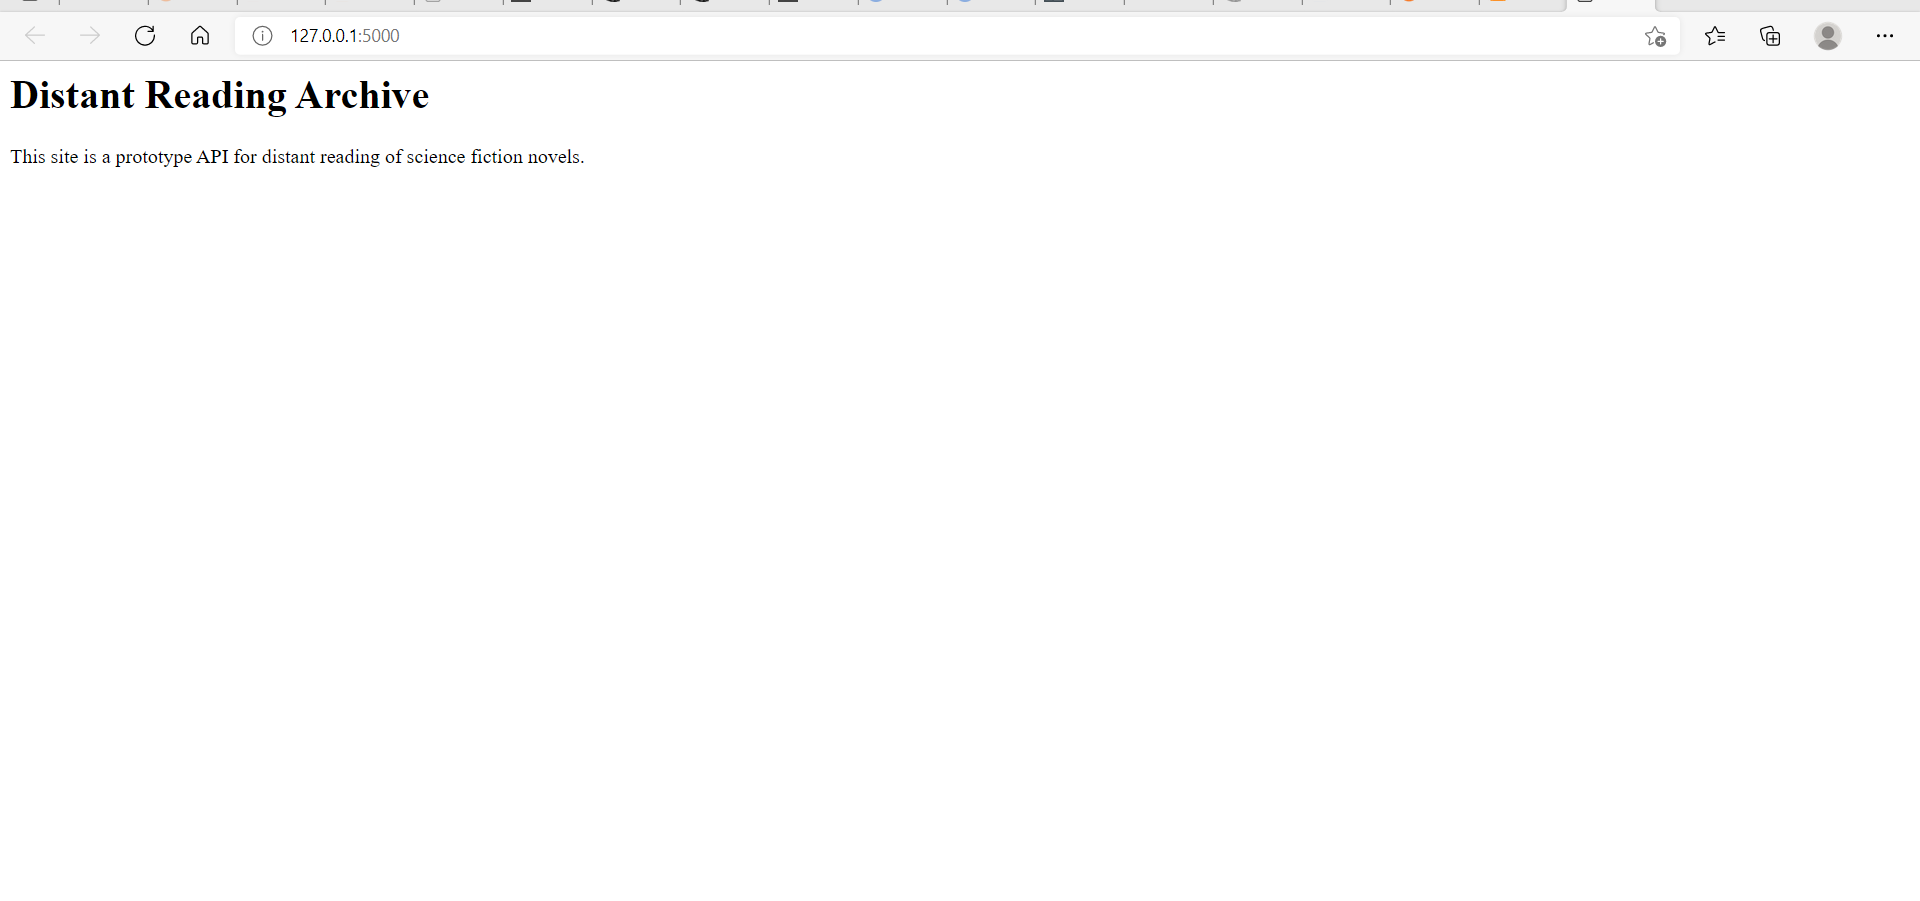 127.0.0.1:5000
Distant Reading Archive
This site is a prototype API for distant reading of science fiction novels.